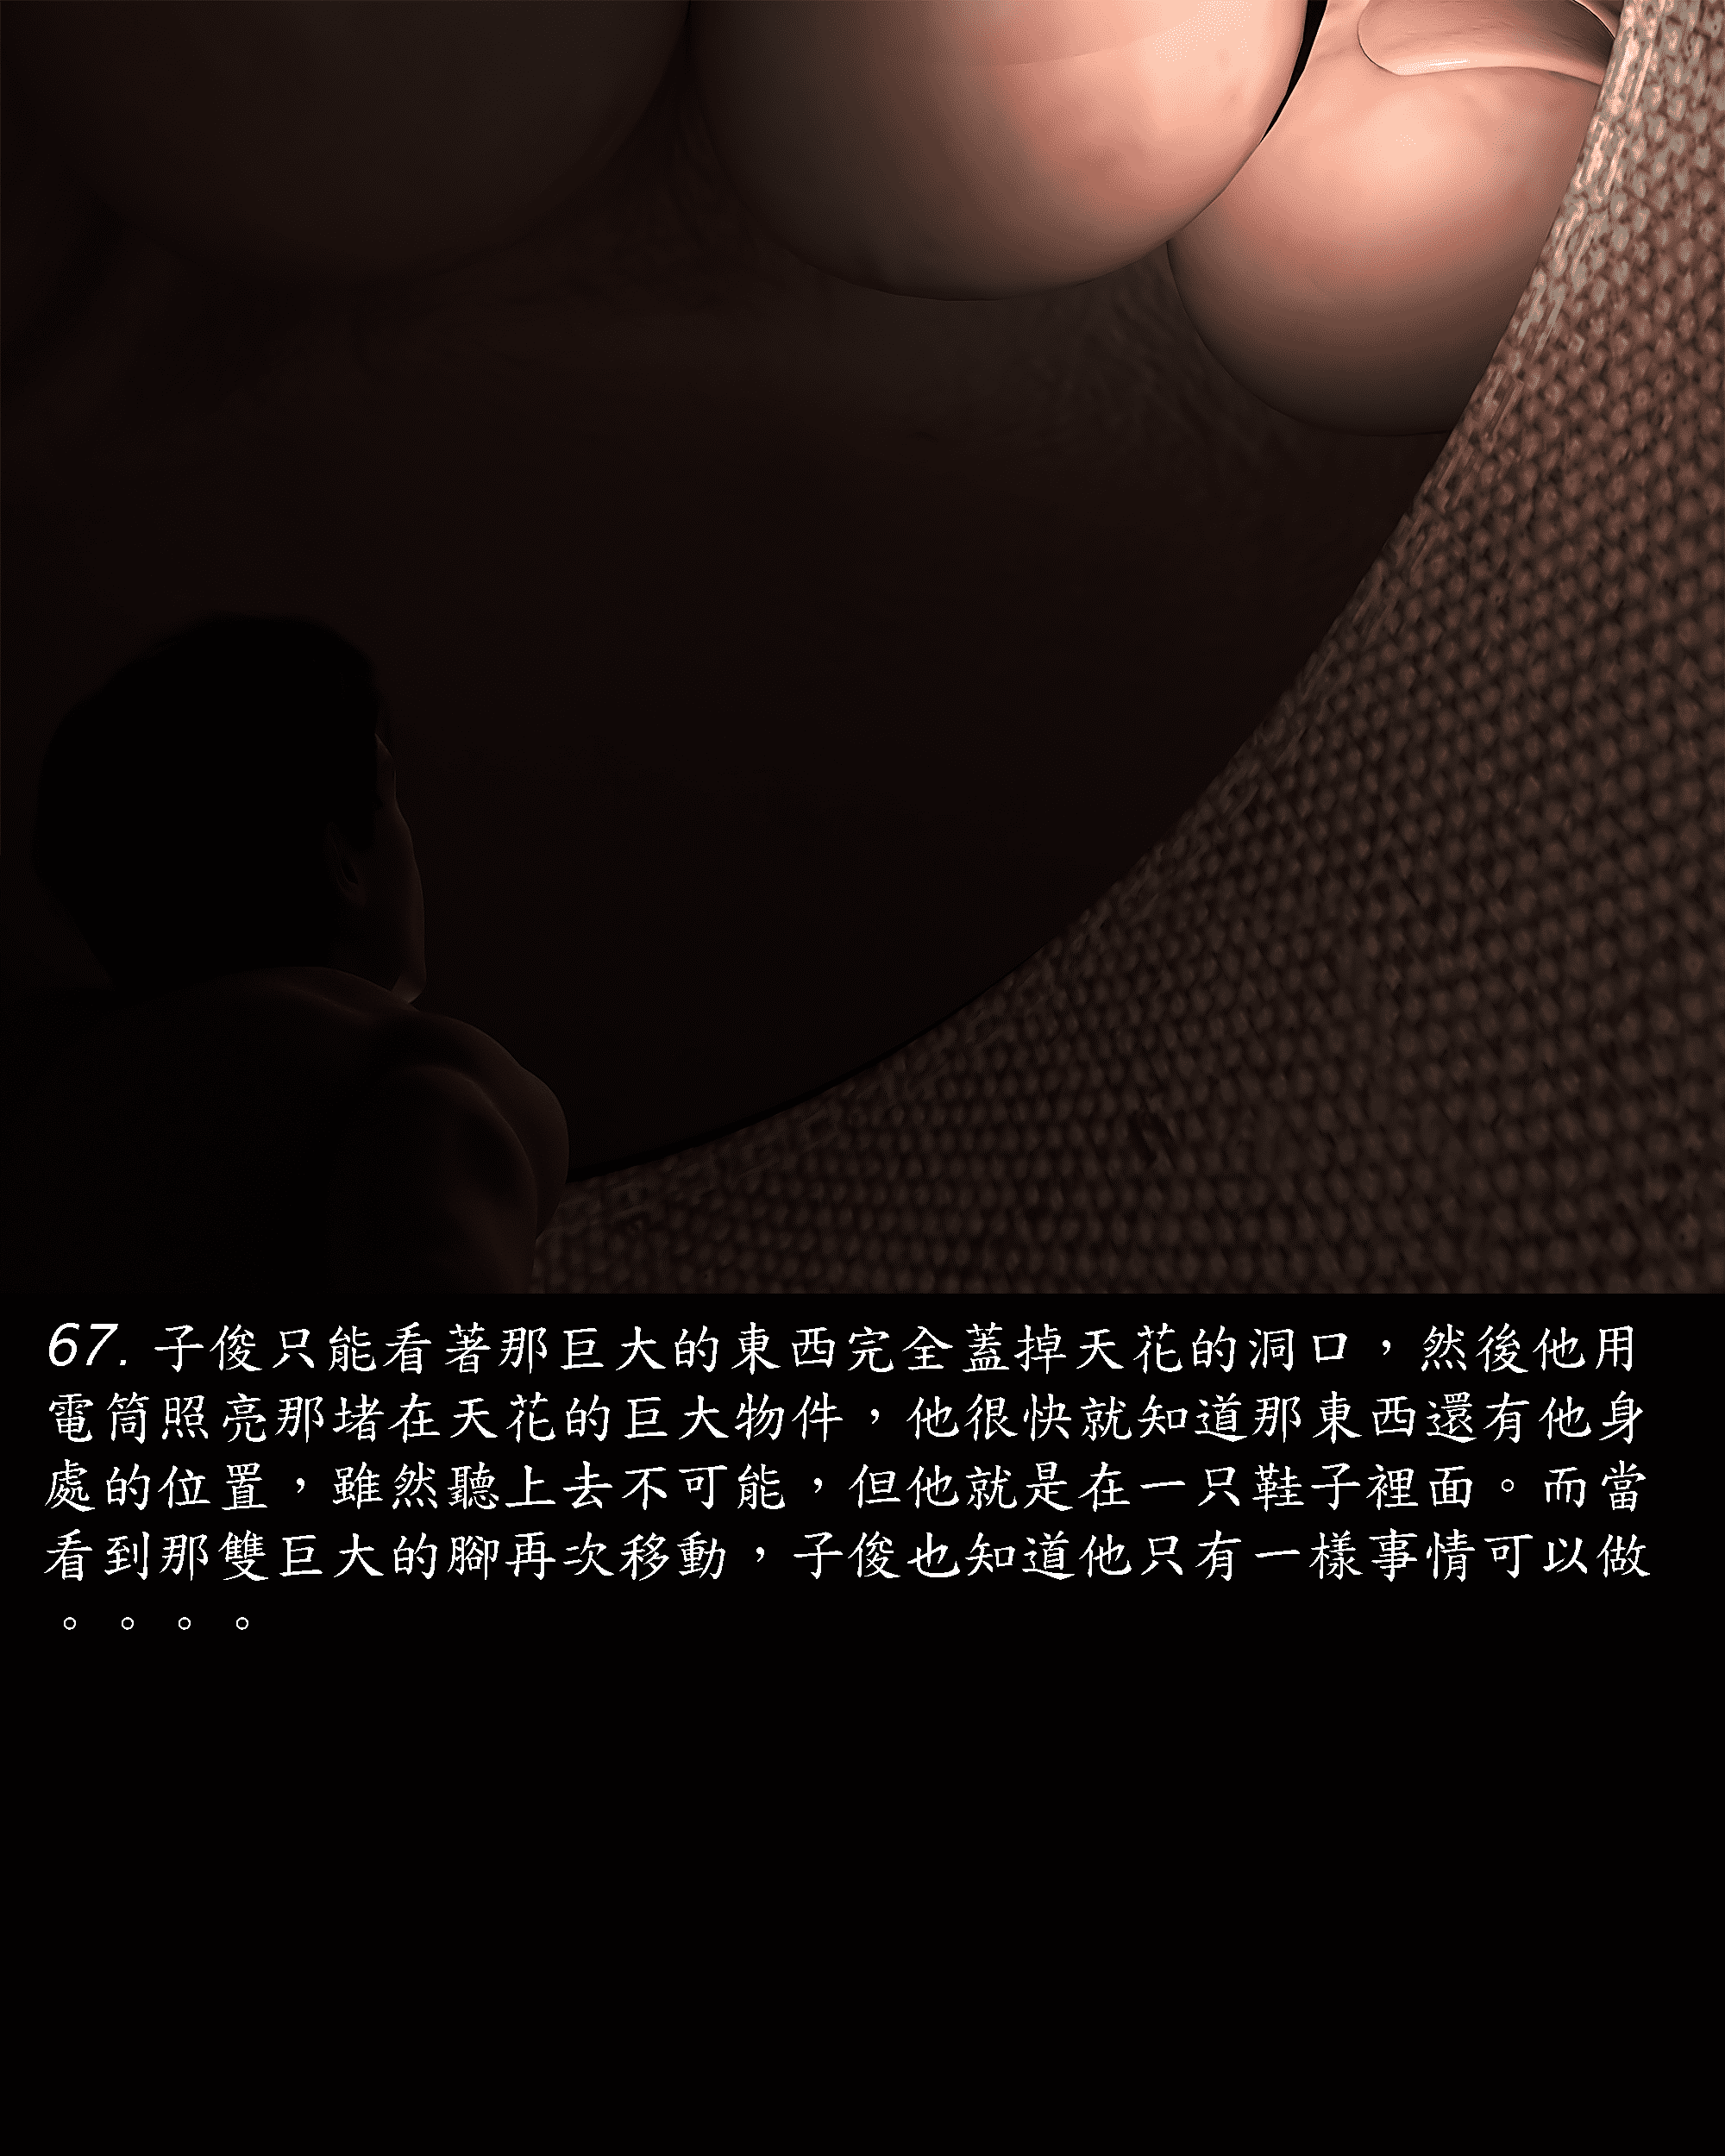 67. 子俊只能看著那巨大的東西完全蓋掉天花的洞口，然後他用
電筒照亮那堵在天花的巨大物件，他很快就知道那東西還有他身
處的位置，雖然聽上去不可能，但他就是在一只鞋子裡面。而當
看到那雙巨大的腳再次移動，子俊也知道他只有一樣事情可以做
。。。。